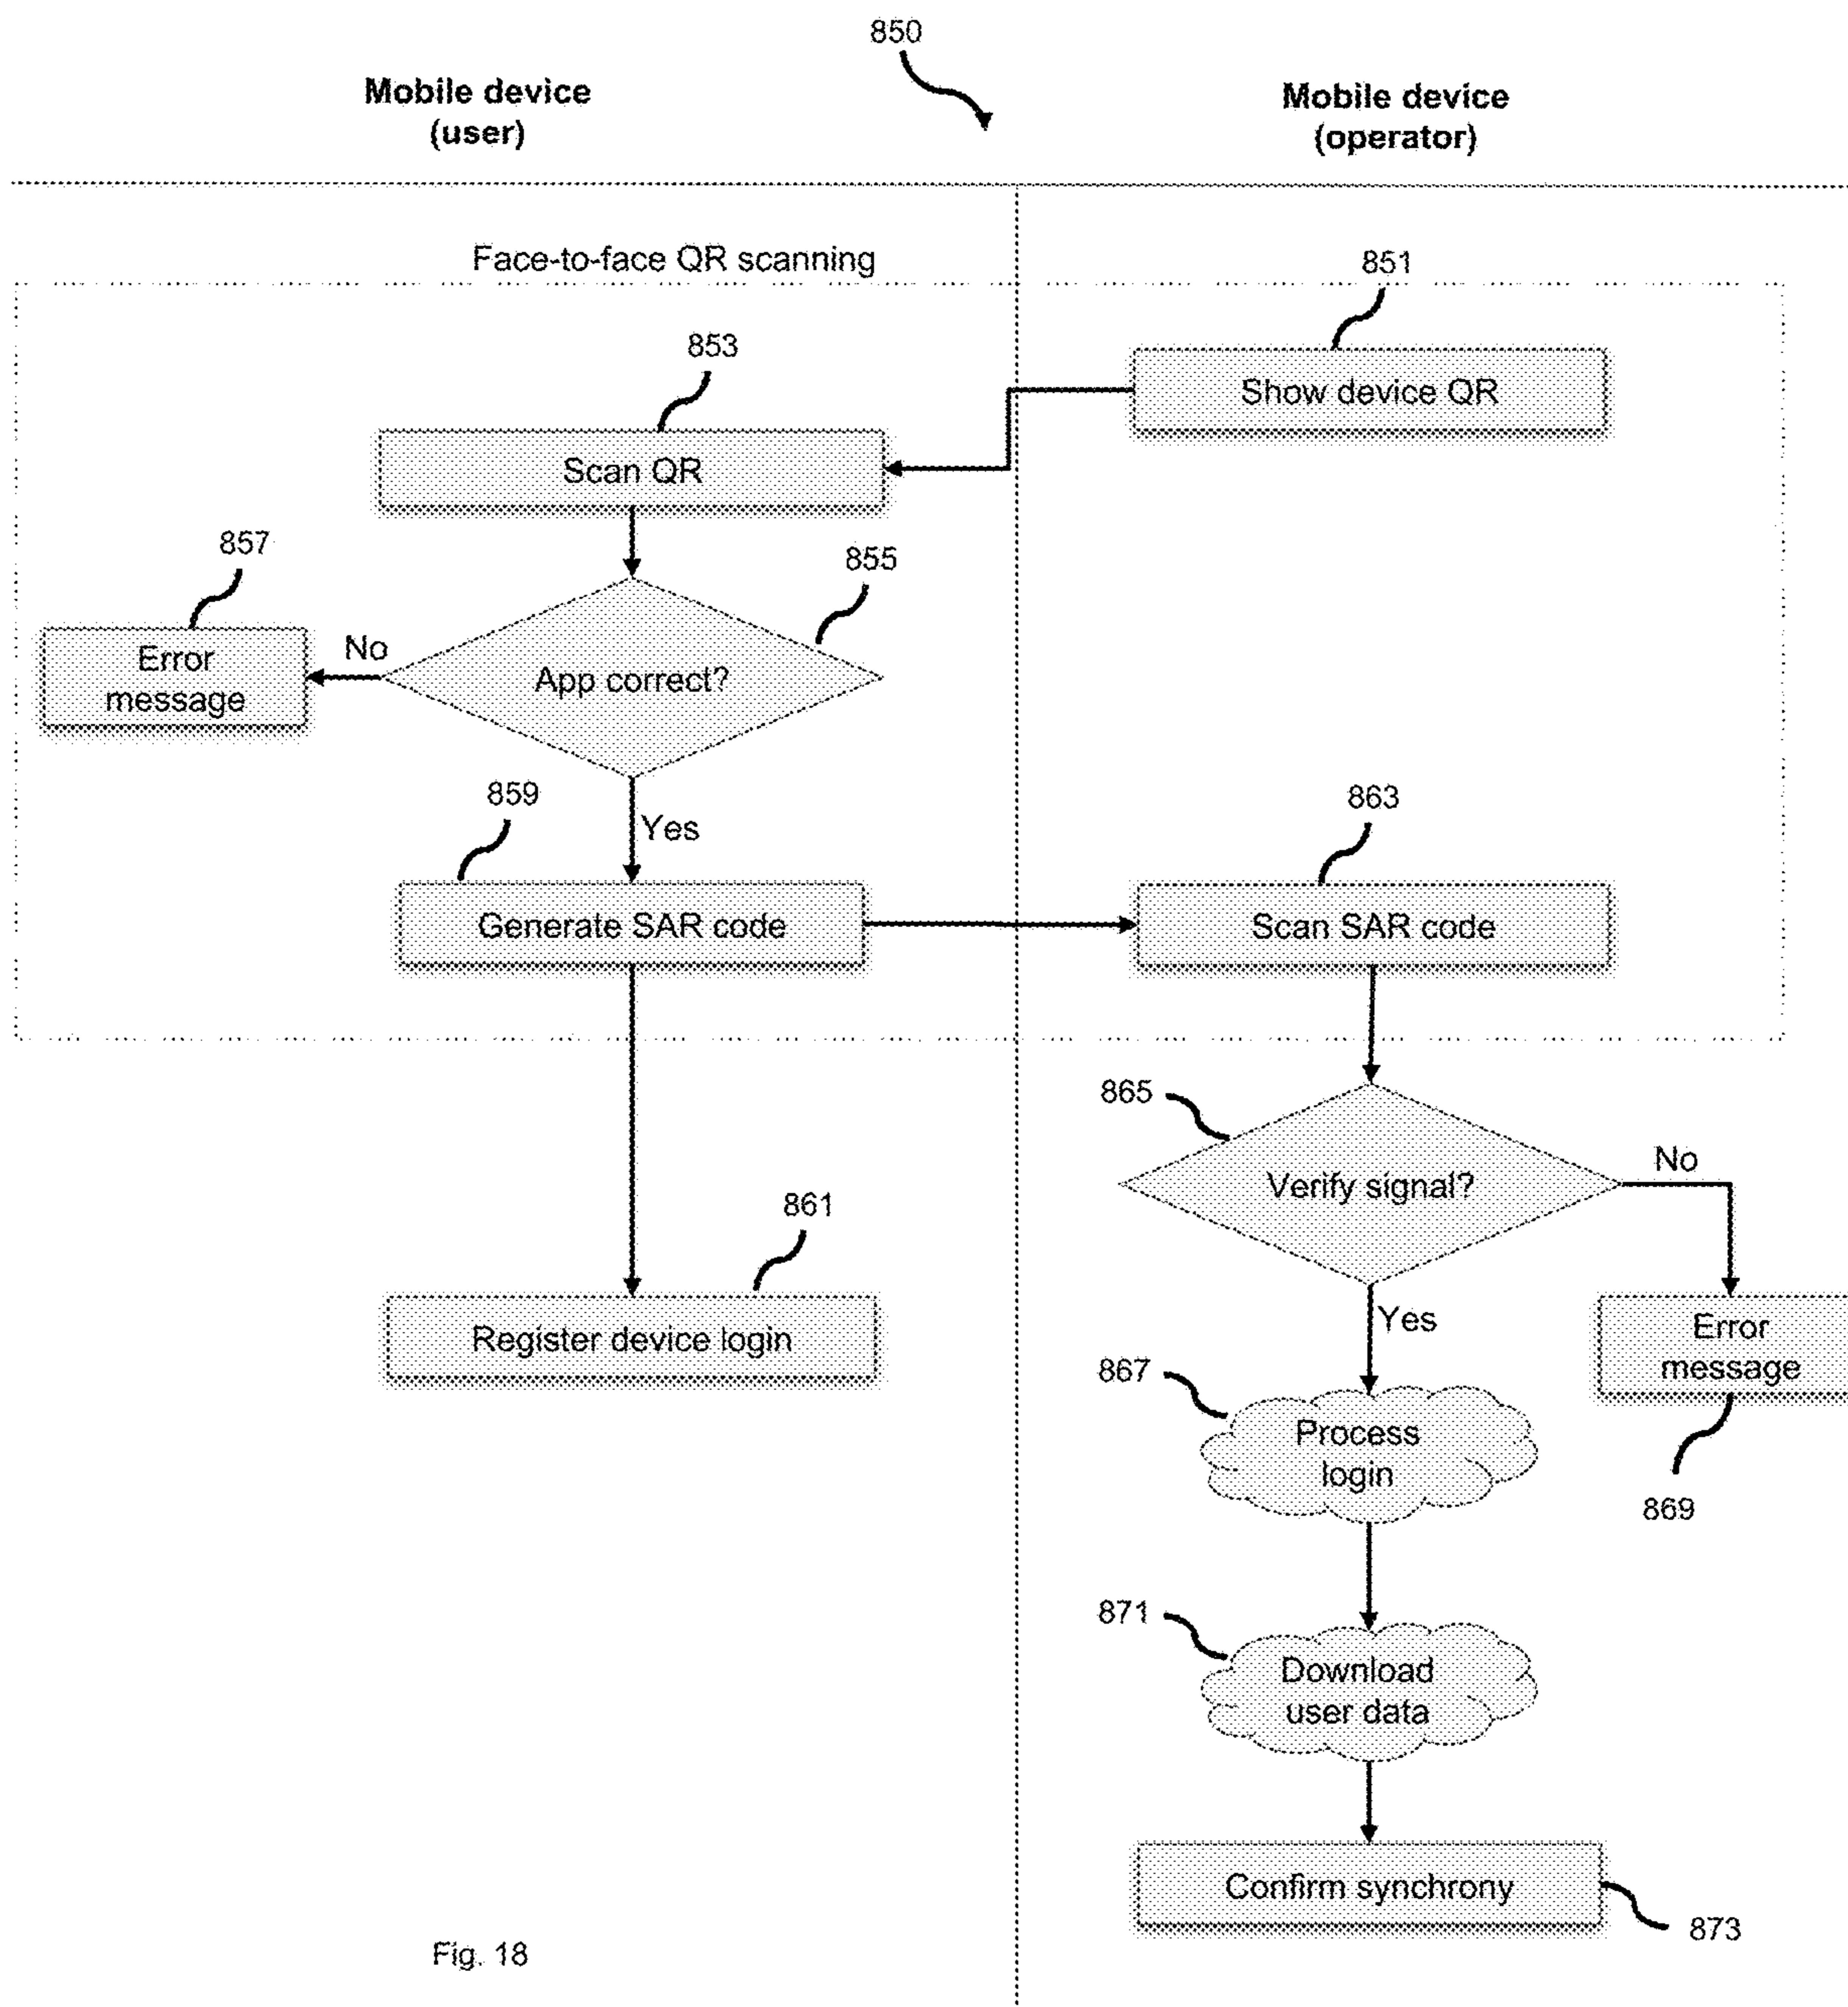 850
Mobile device
(user)
Mobile device
(operator)
Face-to-face QR scanning
851
Show device QR
853
Scan QR
857
855
Error
message
No
App correct?
859
Yes
863
Generate SAR code
Scan SAR code
865
Verify signal?
No
861
Register device login
Yes
Error
message
867
Process
login
869
871
Download
user data
Confirm synchrony
873
Fig. 18